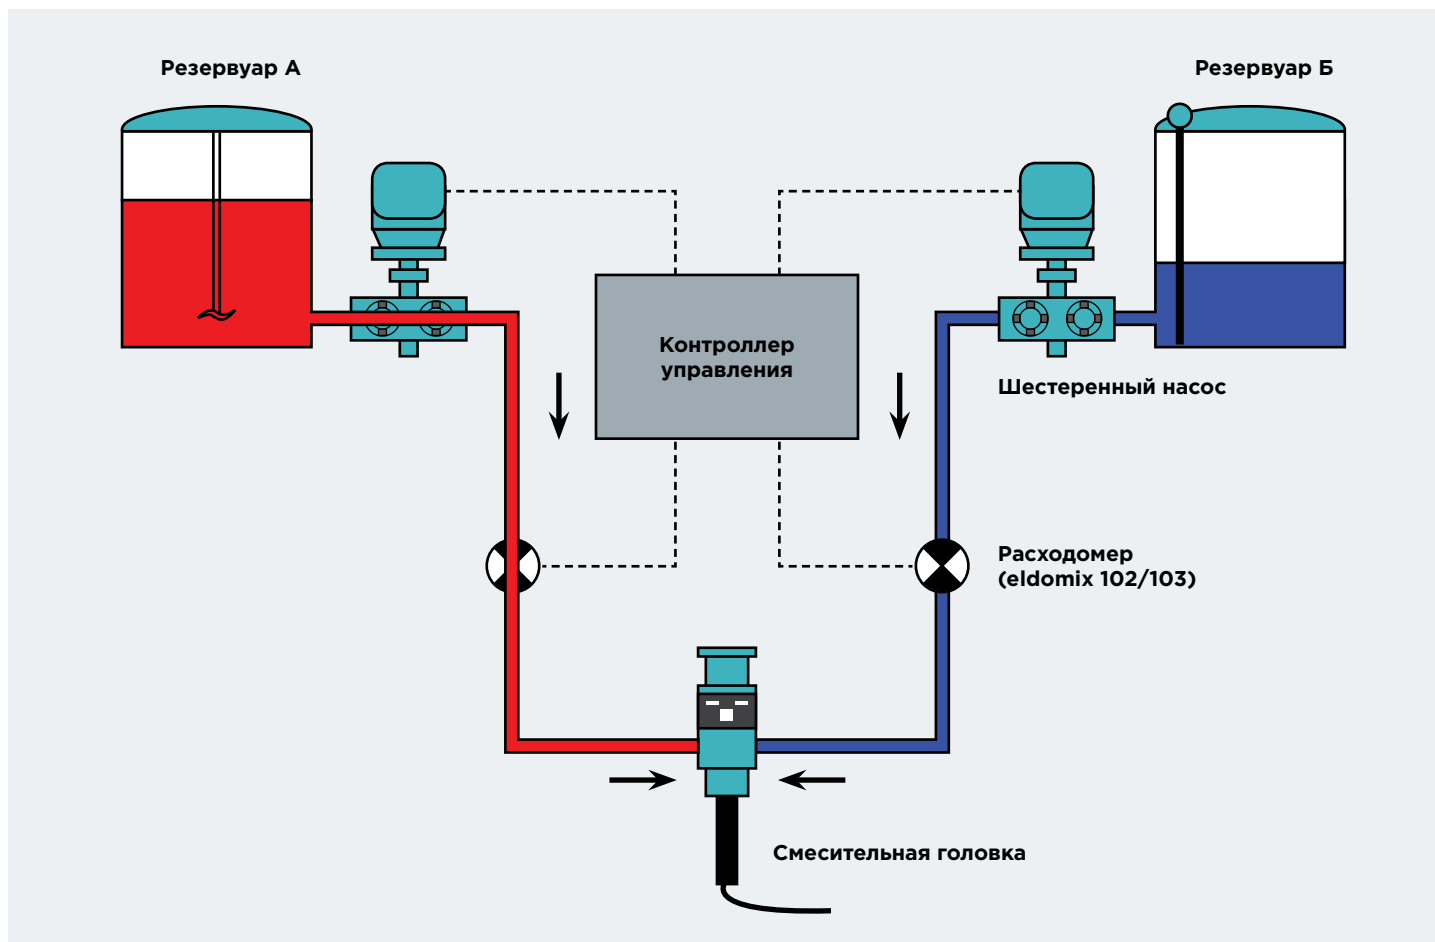 Резервуар А
Резервуар Б
Контроллер
управления
Шестеренный насос
Расходомер
(eldomix 102/103)
Смесительная головка